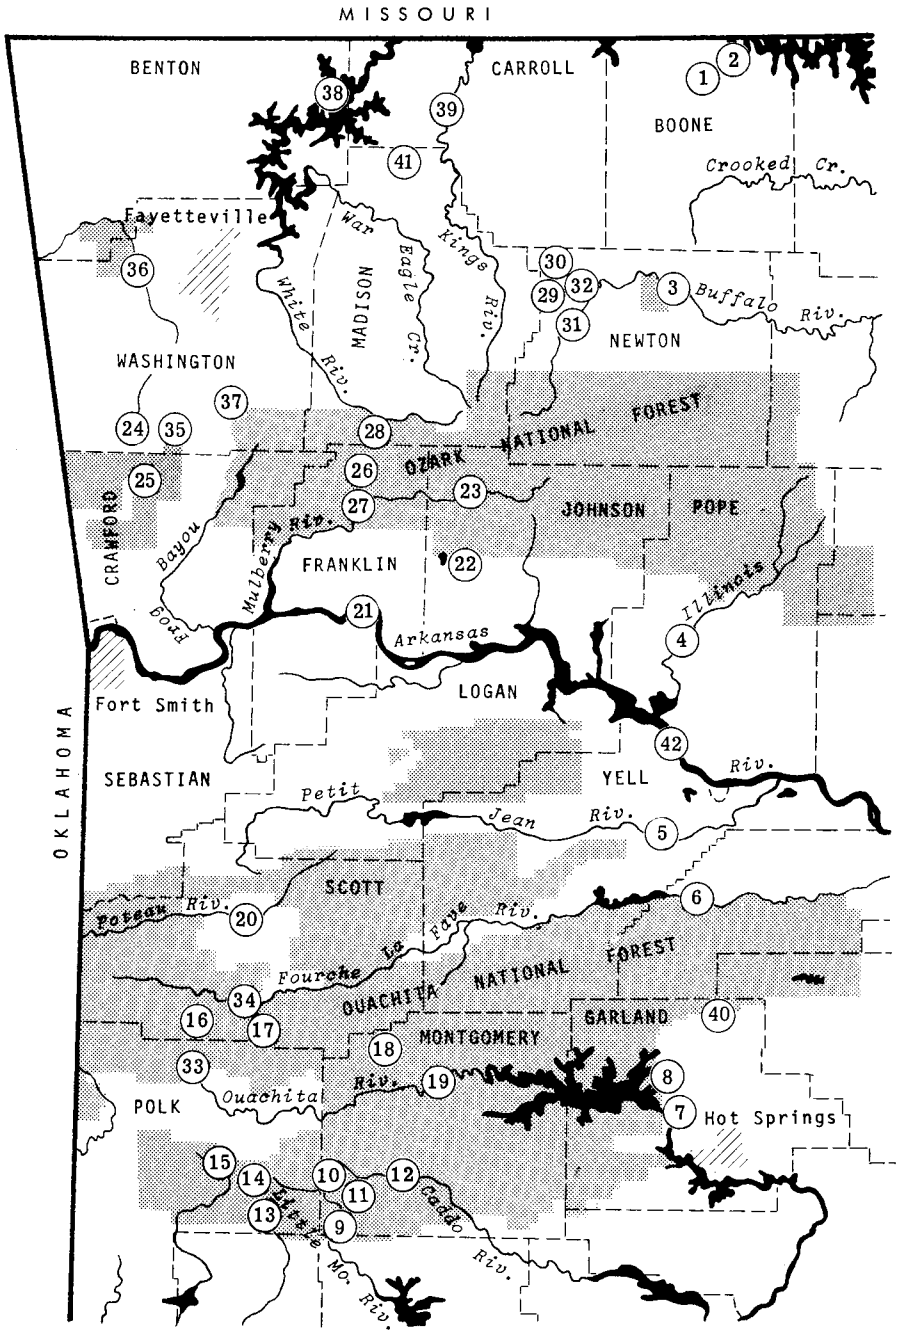 MISSOURI
BENTON
CARROLL
2
1
38
39
BOONE
41
Crooked Cr.
Fayetteville
War
Eagle
Cr.
Kings
Riv.
36
30
32
29
3
Buffalo
Riv.
31
White
Riv.
MADISON
NEWTON
WASHINGTON
37
24
35
28
OZARK NATIONAL FOREST
26
25
23
27
CRAWFORD
Bayou
Frog
Mulberry Riv.
JOHNSON
POPE
FRANKLIN
22
Illinois
21
Arkansas
4
LOGAN
Fort Smith
42
Riv.
OKLAHOMA
SEBASTIAN
YELL
Petit
Jean
Riv.
5
SCOTT
6
Poteau Riv.
20
Fourche La Fave Riv.
34
OUACHITA NATIONAL FOREST
16
17
40
GARLAND
MONTGOMERY
18
33
19
8
POLK
Ouachita
Riv.
7
Hot Springs
15
14
10
12
11
13
9
Little
Mo.
Riv.
Caddo
Riv.